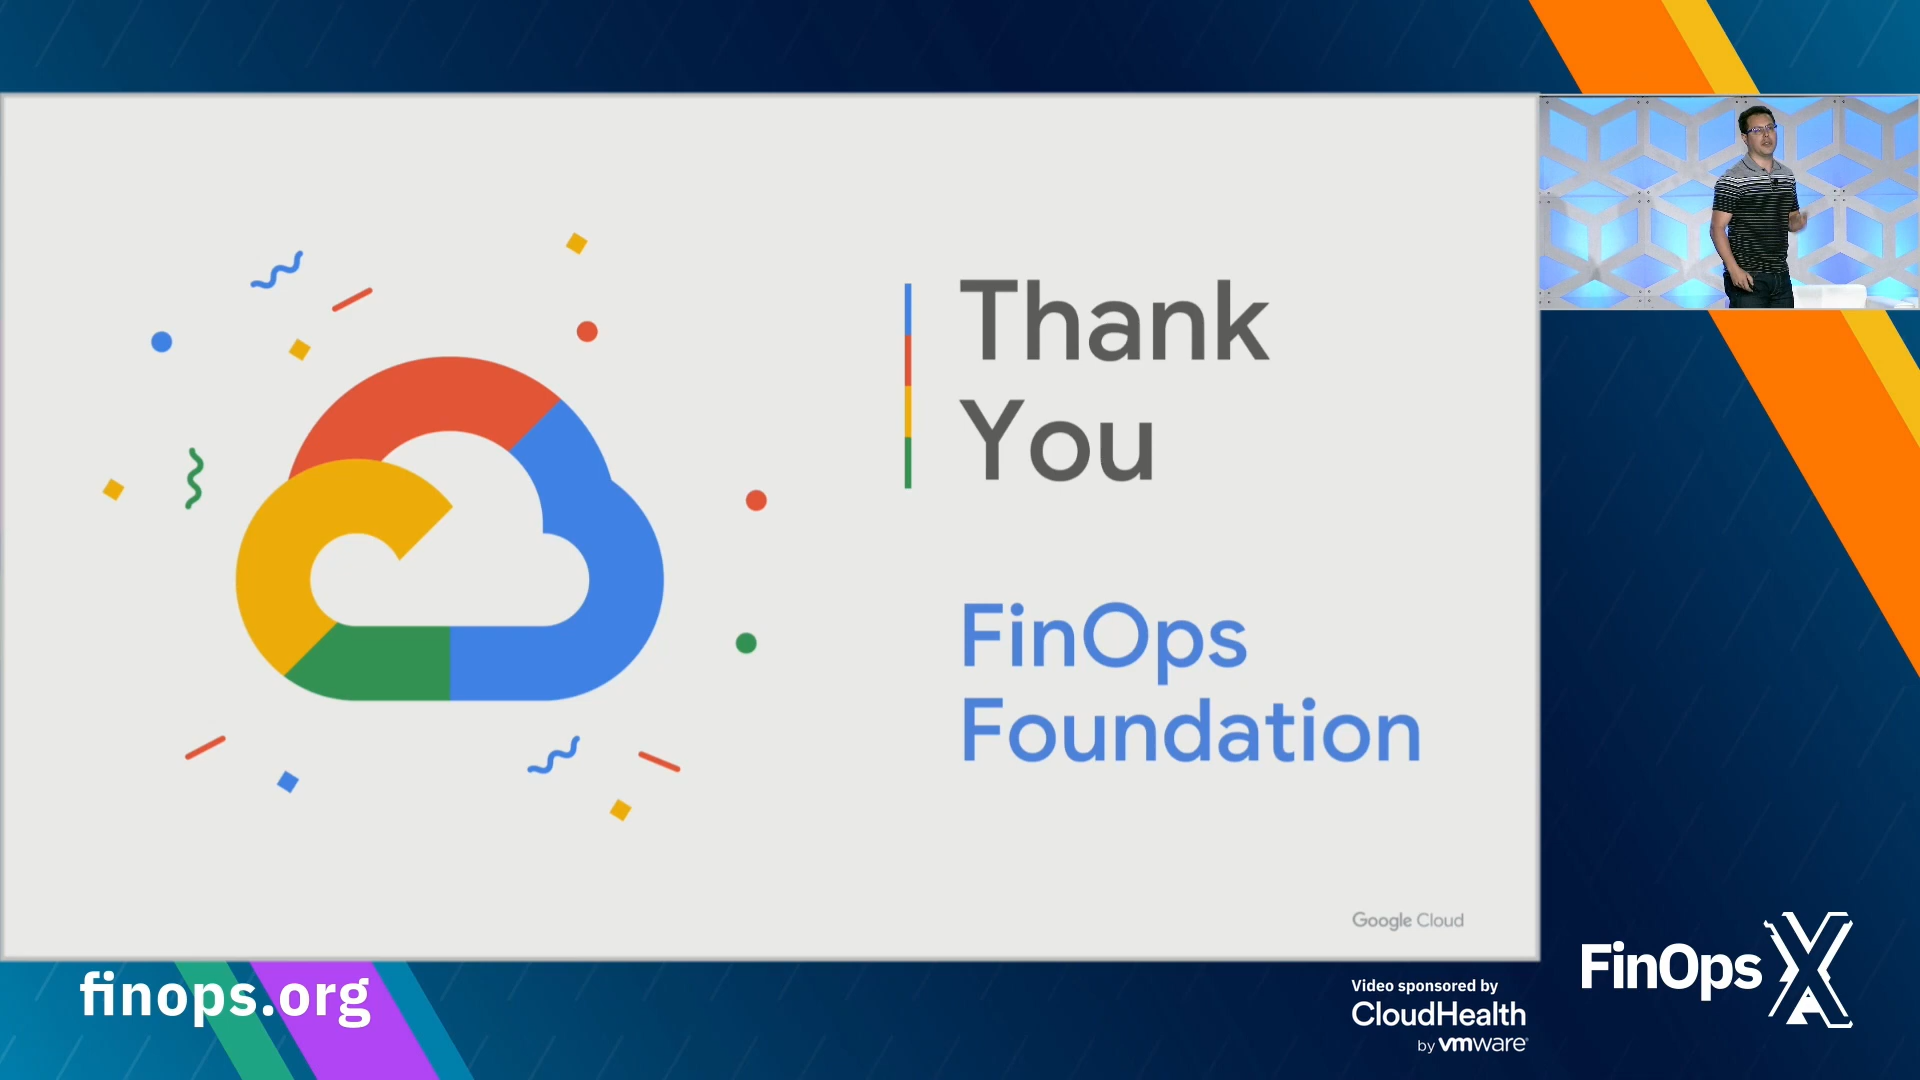 Thank
You
FinOps
Foundation
Google Cloud
finops.org
Video sponsored by
CloudHealth
by vmware
FinOps X